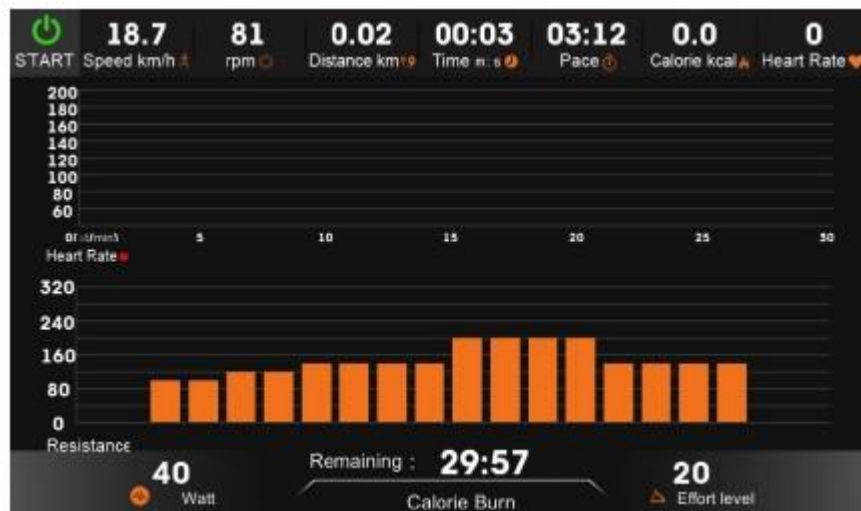 18.7 81 0.02 00:03 03:12 0.0 0
START Speed km/h rpm Distance km Time m:s Pace Calorie kcal Heart Rate
200
180
160
140
120
100
80
60
5 10 15 20 25 30
Heart Rate
320
240
160
80
0
Resistance
40 Remaining : 29:57 20
Watt Calorie Burn Effort level